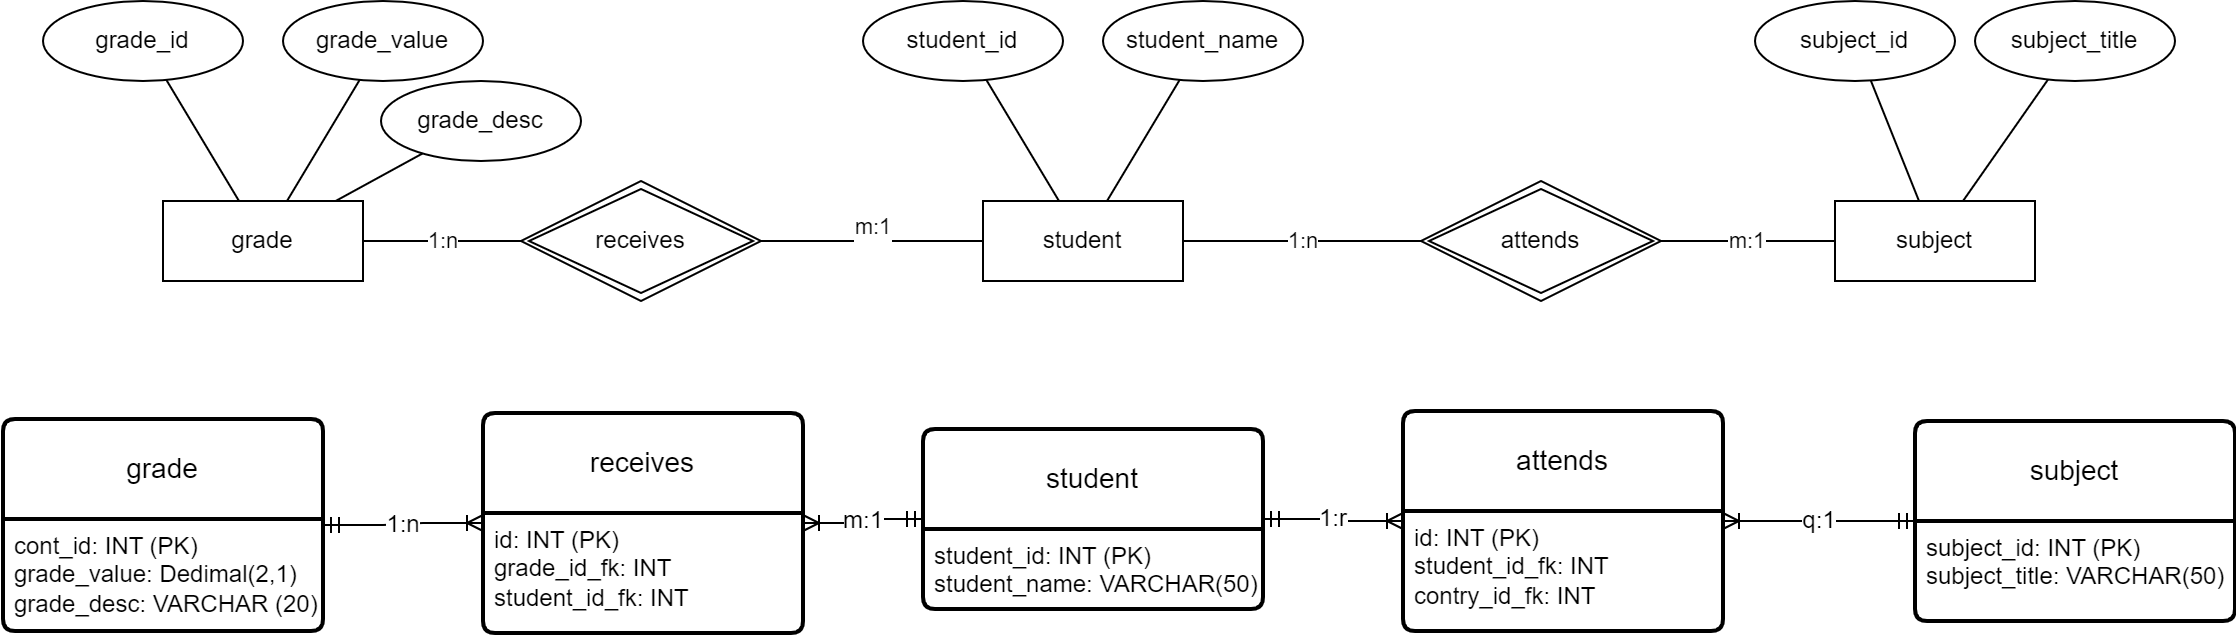 grade_id
grade_value
grade_desc
student_id
student_name
subject_id
subject_title
grade
1:n
receives
m:1
student
1:n
attends
m:1
subject
grade
cont_id: INT (PK)
grade_value: Dedimal(2,1)
grade_desc: VARCHAR (20)
1:n
receives
id: INT (PK)
grade_id_fk: INT
student_id_fk: INT
m:1
student
student_id: INT (PK)
student_name: VARCHAR(50)
1:r
attends
id: INT (PK)
student_id_fk: INT
contry_id_fk: INT
q:1
subject
subject_id: INT (PK)
subject_title: VARCHAR(50)